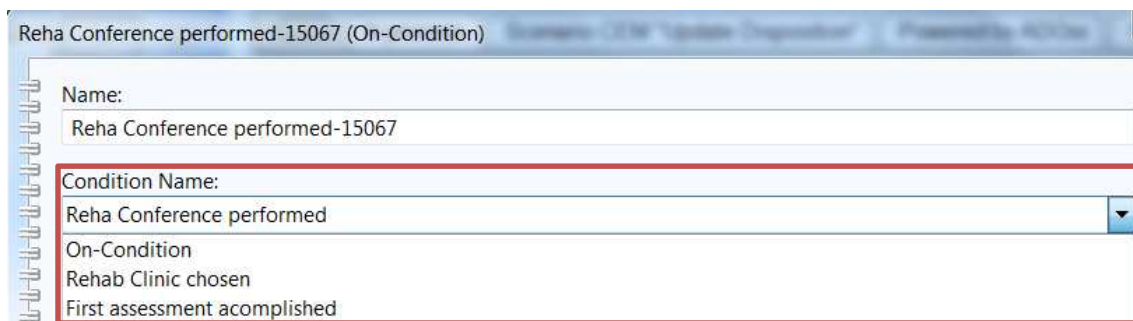 Reha Conference performed-15067 (On-Condition)
Name:
Reha Conference performed-15067
Condition Name:
Reha Conference performed
On-Condition
Rehab Clinic chosen
First assessment acomplished